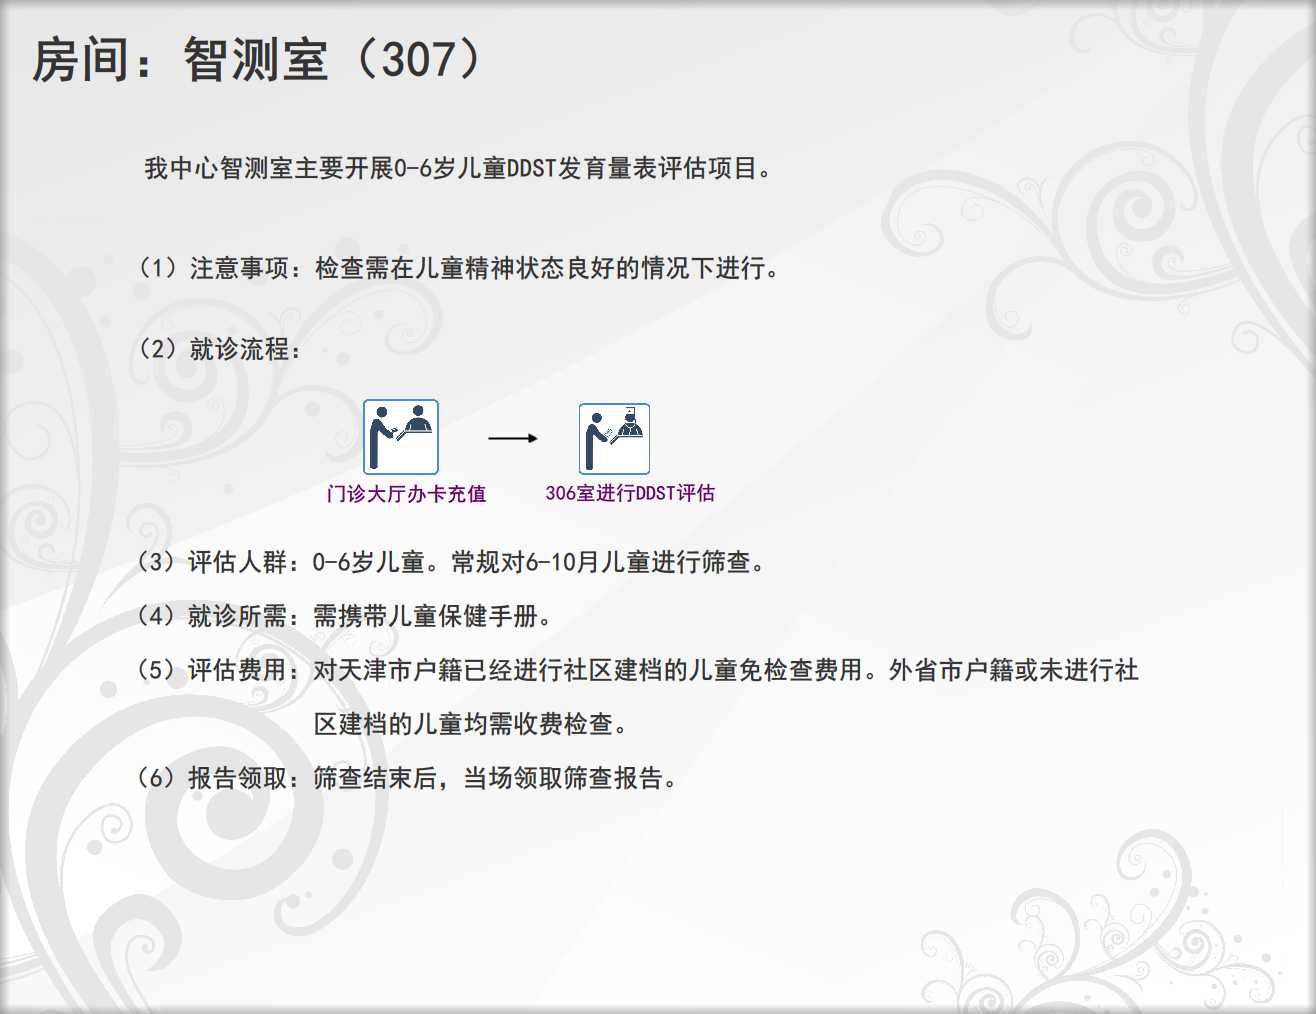 房间：智测室（307）
我中心智测室主要开展0-6岁儿童DDST发育量表评估项目。
（1）注意事项：检查需在儿童精神状态良好的情况下进行。
（2）就诊流程：
门诊大厅办卡充值
306室进行DDST评估
（3）评估人群：0-6岁儿童。常规对6-10月儿童进行筛查。
（4）就诊所需：需携带儿童保健手册。
（5）评估费用：对天津市户籍已经进行社区建档的儿童免检查费用。外省市户籍或未进行社
区建档的儿童均需收费检查。
（6）报告领取：筛查结束后，当场领取筛查报告。